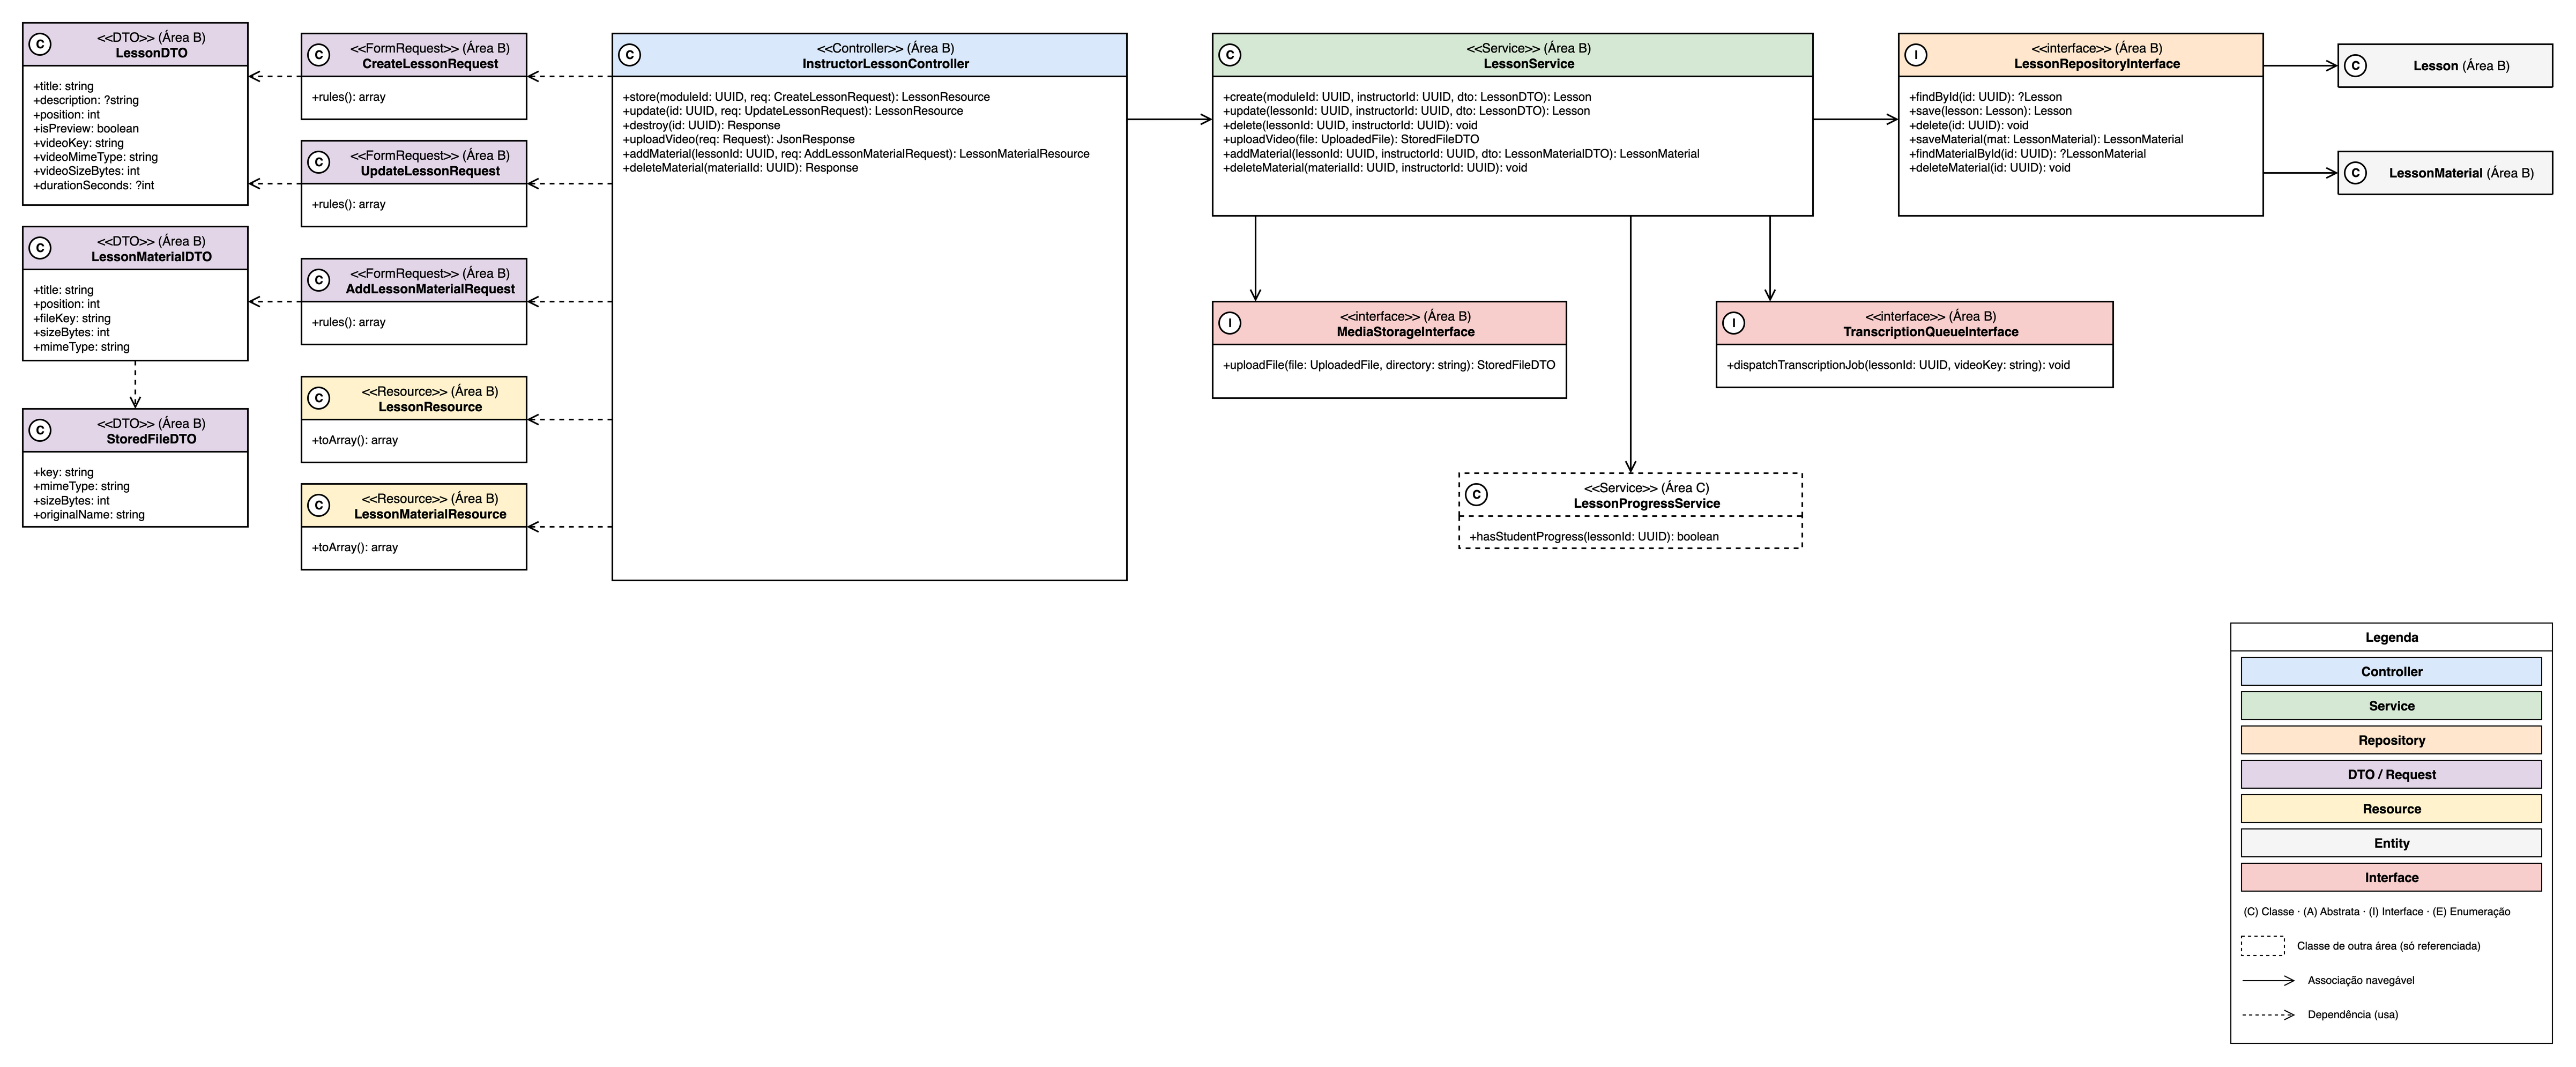 C
<<DTO>> (Área B)
LessonDTO
+title: string
+description: ?string
+position: int
+isPreview: boolean
+videoKey: string
+videoMimeType: string
+videoSizeBytes: int
+durationSeconds: ?int
C
<<DTO>> (Área B)
LessonMaterialDTO
+title: string
+position: int
+fileKey: string
+sizeBytes: int
+mimeType: string
C
<<DTO>> (Área B)
StoredFileDTO
+key: string
+mimeType: string
+sizeBytes: int
+originalName: string
C
<<FormRequest>> (Área B)
CreateLessonRequest
+rules(): array
C
<<FormRequest>> (Área B)
UpdateLessonRequest
+rules(): array
C
<<FormRequest>> (Área B)
AddLessonMaterialRequest
+rules(): array
C
<<Resource>> (Área B)
LessonResource
+toArray(): array
C
<<Resource>> (Área B)
LessonMaterialResource
+toArray(): array
C
<<Controller>> (Área B)
InstructorLessonController
+store(moduleId: UUID, req: CreateLessonRequest): LessonResource
+update(id: UUID, req: UpdateLessonRequest): LessonResource
+destroy(id: UUID): Response
+uploadVideo(req: Request): JsonResponse
+addMaterial(lessonId: UUID, req: AddLessonMaterialRequest): LessonMaterialResource
+deleteMaterial(materialId: UUID): Response
C
<<Service>> (Área B)
LessonService
+create(moduleId: UUID, instructorId: UUID, dto: LessonDTO): Lesson
+update(lessonId: UUID, instructorId: UUID, dto: LessonDTO): Lesson
+delete(lessonId: UUID, instructorId: UUID): void
+uploadVideo(file: UploadedFile): StoredFileDTO
+addMaterial(lessonId: UUID, instructorId: UUID, dto: LessonMaterialDTO): LessonMaterial
+deleteMaterial(materialId: UUID, instructorId: UUID): void
I
<<interface>> (Área B)
MediaStorageInterface
+uploadFile(file: UploadedFile, directory: string): StoredFileDTO
C
<<Service>> (Área C)
LessonProgressService
+hasStudentProgress(lessonId: UUID): boolean
I
<<interface>> (Área B)
TranscriptionQueueInterface
+dispatchTranscriptionJob(lessonId: UUID, videoKey: string): void
I
<<interface>> (Área B)
LessonRepositoryInterface
+findById(id: UUID): ?Lesson
+save(lesson: Lesson): Lesson
+delete(id: UUID): void
+saveMaterial(mat: LessonMaterial): LessonMaterial
+findMaterialById(id: UUID): ?LessonMaterial
+deleteMaterial(id: UUID): void
C
Lesson (Área B)
C
LessonMaterial (Área B)
Legenda
Controller
Service
Repository
DTO / Request
Resource
Entity
Interface
(C) Classe · (A) Abstrata · (I) Interface · (E) Enumeração
Classe de outra área (só referenciada)
Associação navegável
Dependência (usa)